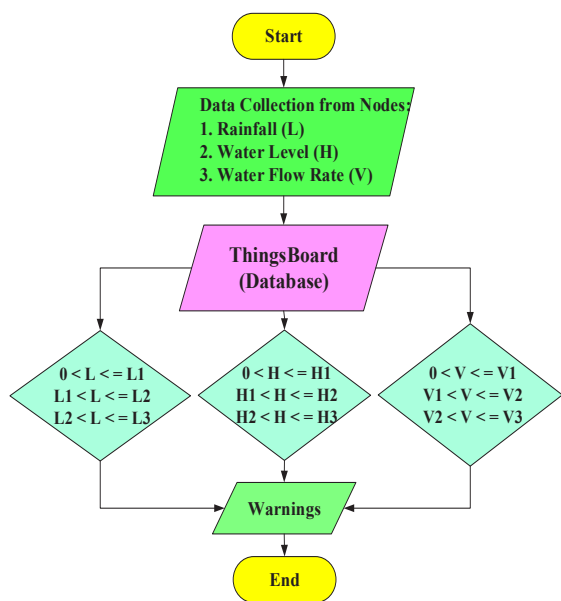 Start
Data Collection from Nodes:
1. Rainfall (L)
2. Water Level (H)
3. Water Flow Rate (V)
ThingsBoard
(Database)
0 < L <= L1
L1 < L <= L2
L2 < L <= L3
0 < H <= H1
H1 < H <= H2
H2 < H <= H3
0 < V <= V1
V1 < V <= V2
V2 < V <= V3
Warnings
End